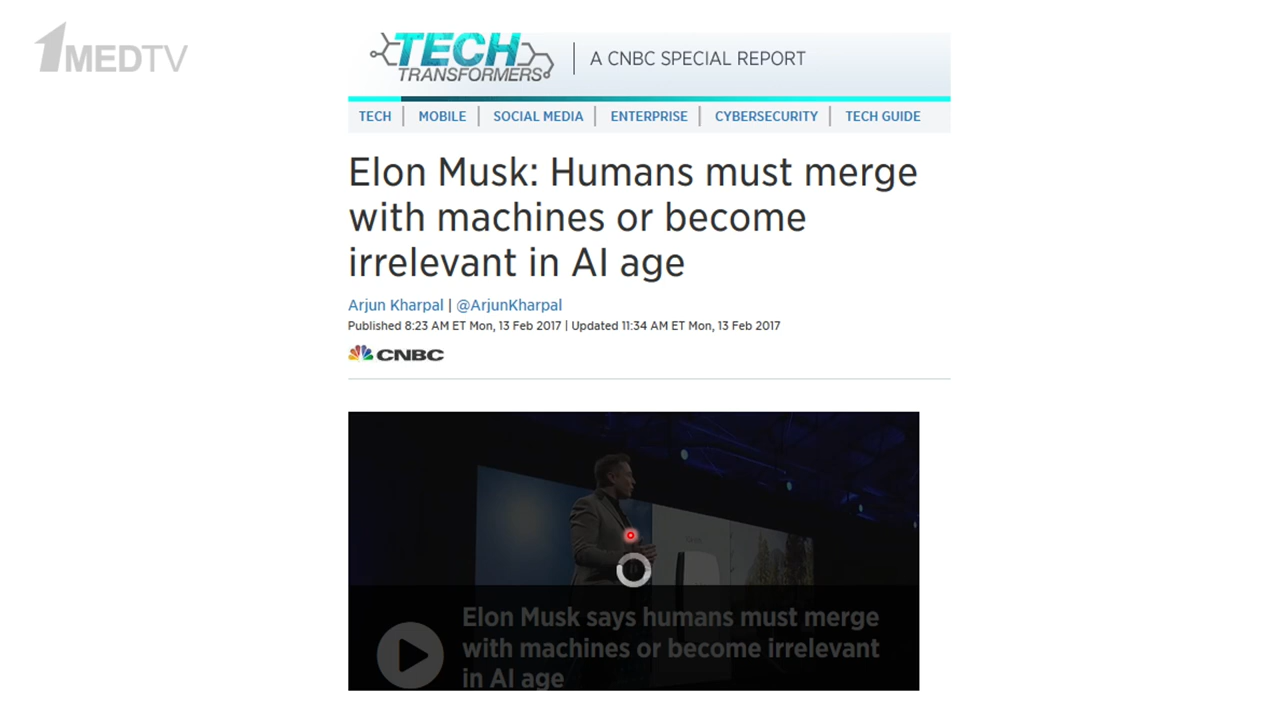 1MEDTV
TECH
TRANSFORMERS
A CNBC SPECIAL REPORT
TECH | MOBILE | SOCIAL MEDIA | ENTERPRISE | CYBERSECURITY | TECH GUIDE
Elon Musk: Humans must merge
with machines or become
irrelevant in AI age
Arjun Kharpal | @ArjunKharpal
Published 8:23 AM ET Mon, 13 Feb 2017 | Updated 11:34 AM ET Mon, 13 Feb 2017
CNBC
Elon Musk says humans must merge
with machines or become irrelevant
in AI age